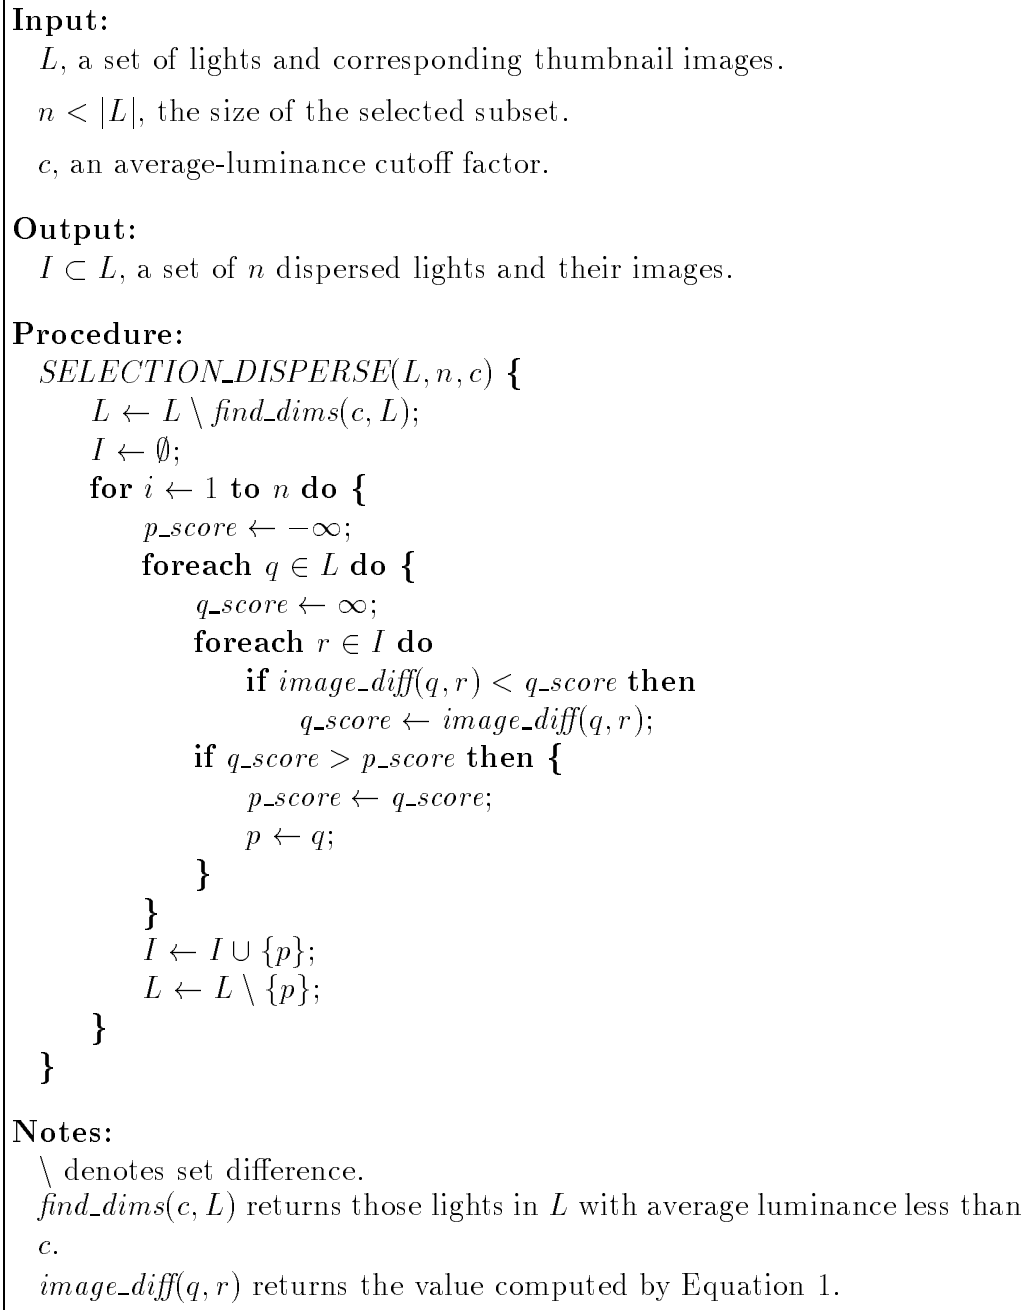 Input:
L, a set of lights and corresponding thumbnail images.
n < |L|, the size of the selected subset.
c, an average-luminance cutoff factor.
Output:
I ⊂ L, a set of n dispersed lights and their images.
Procedure:
SELECTION_DISPERSE(L, n, c) {
L ← L \ find_dims(c, L);
I ← ∅;
for i ← 1 to n do {
p_score ← −∞;
foreach q ∈ L do {
q_score ← ∞;
foreach r ∈ I do
if image_diff(q, r) < q_score then
q_score ← image_diff(q, r);
if q_score > p_score then {
p_score ← q_score;
p ← q;
}
}
I ← I ∪ {p};
L ← L \ {p};
}
}
Notes:
\ denotes set difference.
find_dims(c, L) returns those lights in L with average luminance less than
c.
image_diff(q, r) returns the value computed by Equation 1.